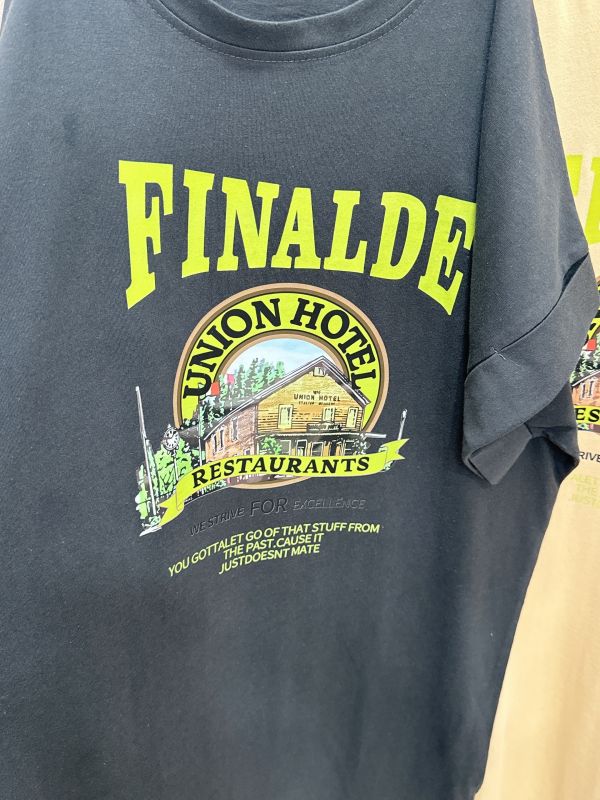 FINALDE
UNION HOTEL
UNION HOTEL
RESTAURANTS
WE STRIVE FOR EXCELLENCE
YOU GOTTALET GO OF THAT STUFF FROM
THE PAST.CAUSE IT
JUSTDOESNT MATE